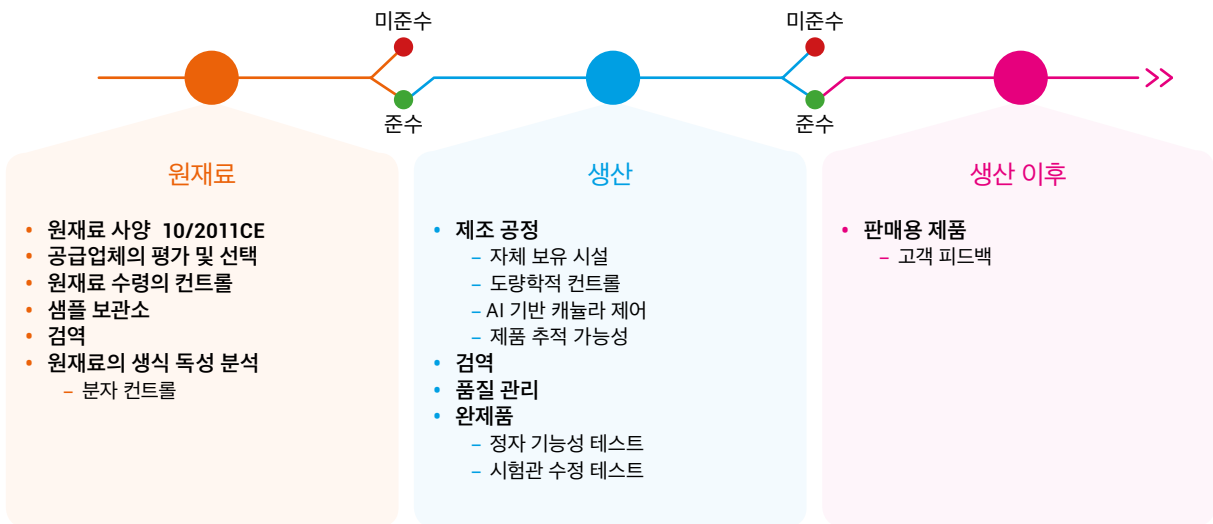 미준수
준수
미준수
준수
원재료
• 원재료 사양 10/2011CE
• 공급업체의 평가 및 선택
• 원재료 수령의 컨트롤
• 샘플 보관소
• 검역
• 원재료의 생식 독성 분석
– 분자 컨트롤
생산
• 제조 공정
– 자체 보유 시설
– 도량학적 컨트롤
– AI 기반 캐뉼라 제어
– 제품 추적 가능성
• 검역
• 품질 관리
• 완제품
– 정자 기능성 테스트
– 시험관 수정 테스트
생산 이후
• 판매용 제품
– 고객 피드백